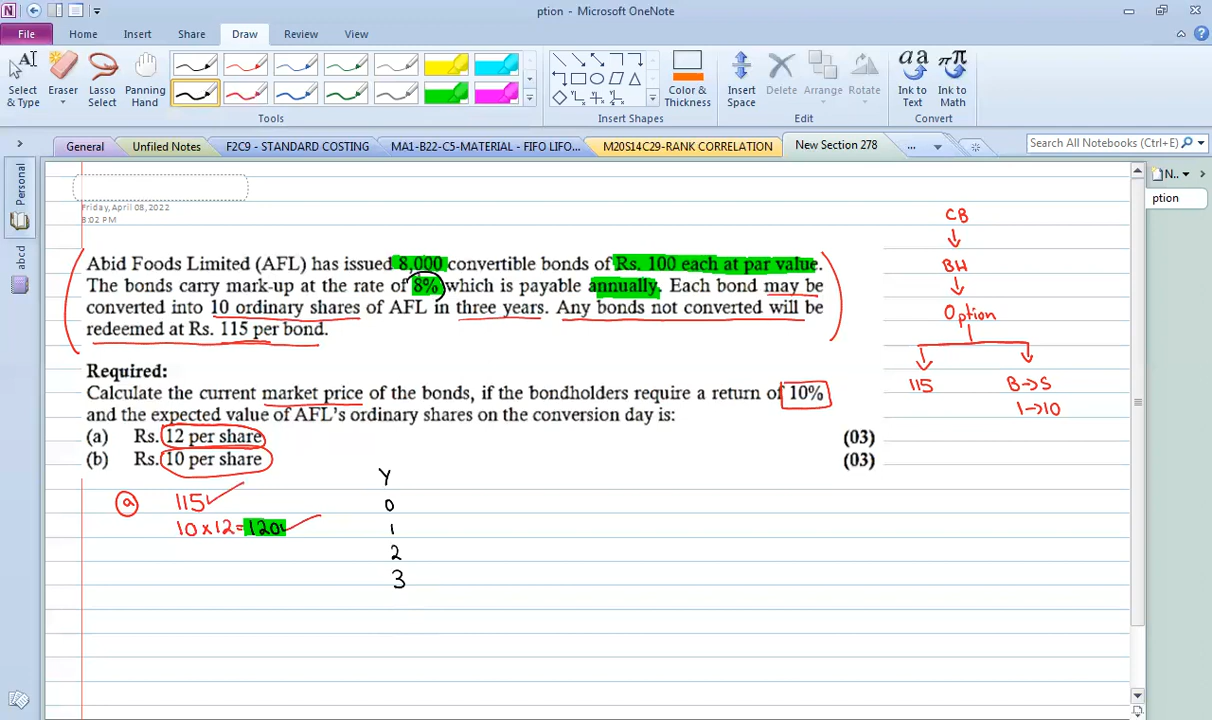 ption - Microsoft OneNote
File Home Insert Share Draw Review View
Select & Type
Eraser
Lasso Select
Panning Hand
Color & Thickness
Insert Space
Delete
Arrange
Rotate
Ink to Text
Ink to Math
Tools
Insert Shapes
Edit
Convert
General
Unfiled Notes
F2C9 - STANDARD COSTING
MA1-B22-C5-MATERIAL - FIFO LIFO...
M20S14C29-RANK CORRELATION
New Section 278
...
Search All Notebooks (Ctrl+E)
Personal
abcd
N..
ption
Friday, April 08, 2022
8:02 PM
Abid Foods Limited (AFL) has issued 8,000 convertible bonds of Rs. 100 each at par value.
The bonds carry mark-up at the rate of 8% which is payable annually. Each bond may be
converted into 10 ordinary shares of AFL in three years. Any bonds not converted will be
redeemed at Rs. 115 per bond.
Required:
Calculate the current market price of the bonds, if the bondholders require a return of 10%
and the expected value of AFL's ordinary shares on the conversion day is:
(a) Rs. 12 per share (03)
(b) Rs. 10 per share (03)
CB
BH
Option
115 B→S
1→10
a 115
10x12=120
Y
0
1
2
3